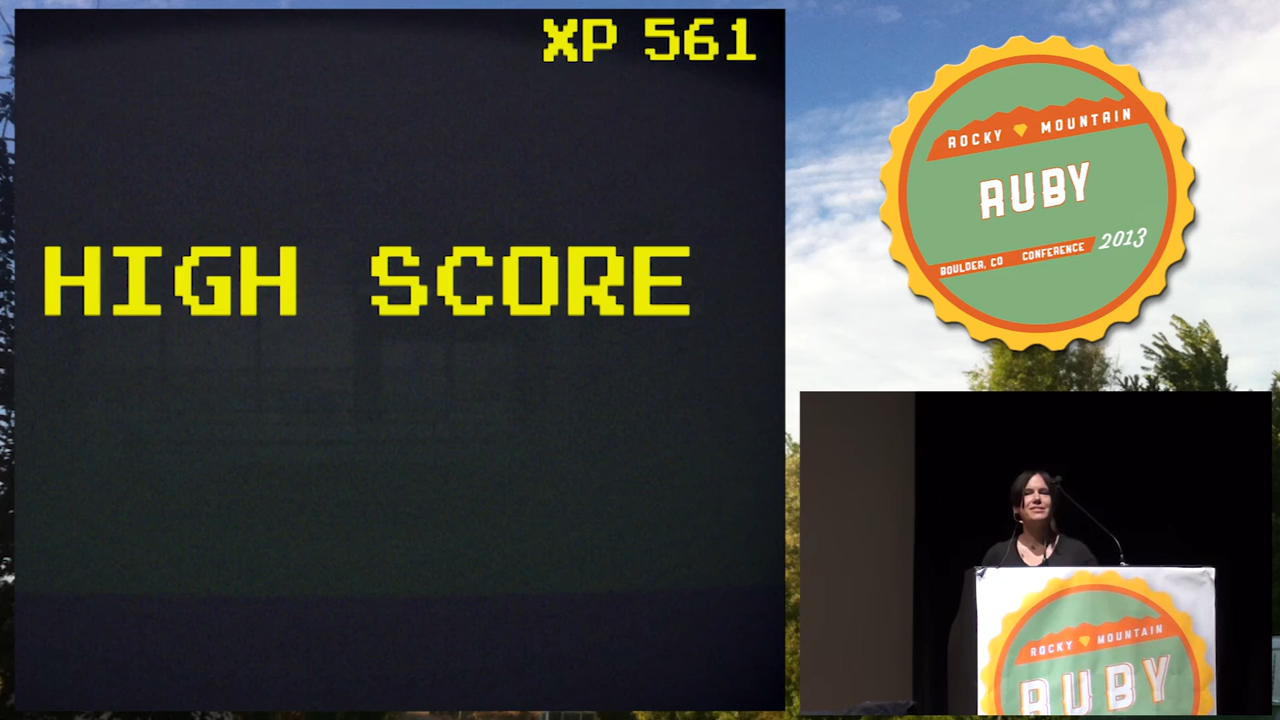 XP 561
HIGH SCORE
ROCKY MOUNTAIN
RUBY
BOULDER, CO CONFERENCE 2013
ROCKY MOUNTAIN
RUBY